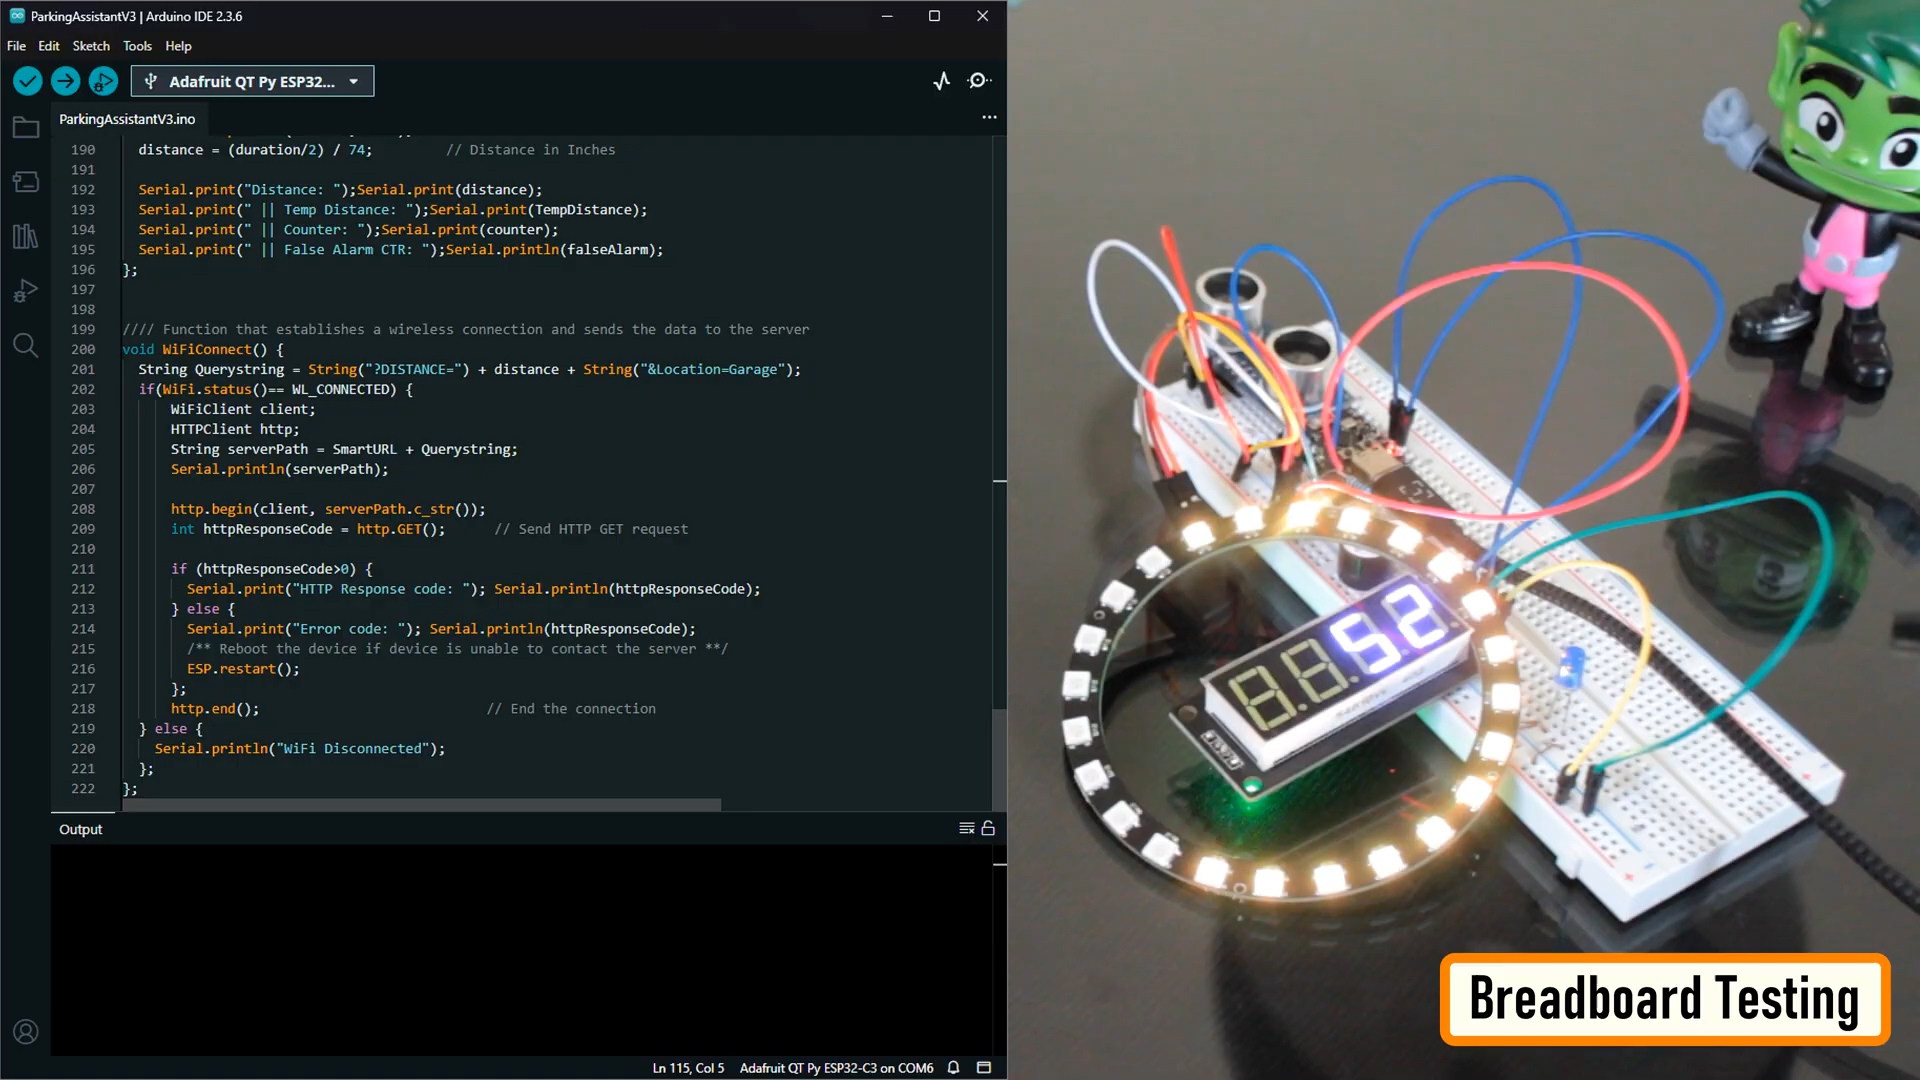 ParkingAssistantV3 | Arduino IDE 2.3.6
File Edit Sketch Tools Help
Adafruit QT Py ESP32...
ParkingAssistantV3.ino
190 distance = (duration/2) / 74; // Distance in Inches
191
192 Serial.print("Distance: ");Serial.print(distance);
193 Serial.print(" || Temp Distance: ");Serial.print(TempDistance);
194 Serial.print(" || Counter: ");Serial.print(counter);
195 Serial.print(" || False Alarm CTR: ");Serial.println(falseAlarm);
196 };
197
198
199 //// Function that establishes a wireless connection and sends the data to the server
200 void WiFiConnect() {
201 String Querystring = String("?DISTANCE=") + distance + String("&Location=Garage");
202 if(WiFi.status()== WL_CONNECTED) {
203 WiFiClient client;
204 HTTPClient http;
205 String serverPath = SmartURL + Querystring;
206 Serial.println(serverPath);
207
208 http.begin(client, serverPath.c_str());
209 int httpResponseCode = http.GET(); // Send HTTP GET request
210
211 if (httpResponseCode>0) {
212 Serial.print("HTTP Response code: "); Serial.println(httpResponseCode);
213 } else {
214 Serial.print("Error code: "); Serial.println(httpResponseCode);
215 /** Reboot the device if device is unable to contact the server **/
216 ESP.restart();
217 };
218 http.end(); // End the connection
219 } else {
220 Serial.println("WiFi Disconnected");
221 };
222 };
Output
Ln 115, Col 5 Adafruit QT Py ESP32-C3 on COM6
52
Breadboard Testing